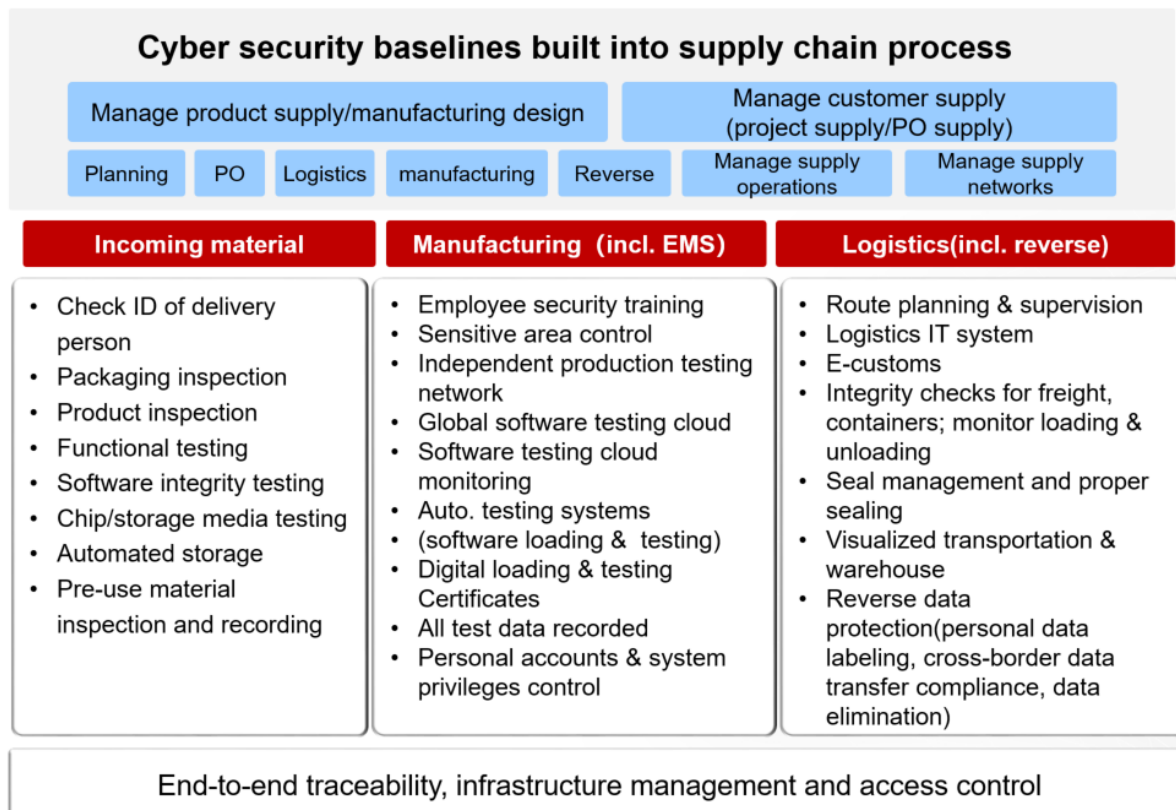 Cyber security baselines built into supply chain process
Manage product supply/manufacturing design
Manage customer supply
(project supply/PO supply)
Planning
PO
Logistics
manufacturing
Reverse
Manage supply
operations
Manage supply
networks
Incoming material
• Check ID of delivery
person
• Packaging inspection
• Product inspection
• Functional testing
• Software integrity testing
• Chip/storage media testing
• Automated storage
• Pre-use material
inspection and recording
Manufacturing（incl. EMS）
• Employee security training
• Sensitive area control
• Independent production testing
network
• Global software testing cloud
• Software testing cloud
monitoring
• Auto. testing systems
• (software loading & testing)
• Digital loading & testing
Certificates
• All test data recorded
• Personal accounts & system
privileges control
Logistics(incl. reverse)
• Route planning & supervision
• Logistics IT system
• E-customs
• Integrity checks for freight,
containers; monitor loading &
unloading
• Seal management and proper
sealing
• Visualized transportation &
warehouse
• Reverse data
protection(personal data
labeling, cross-border data
transfer compliance, data
elimination)
End-to-end traceability, infrastructure management and access control